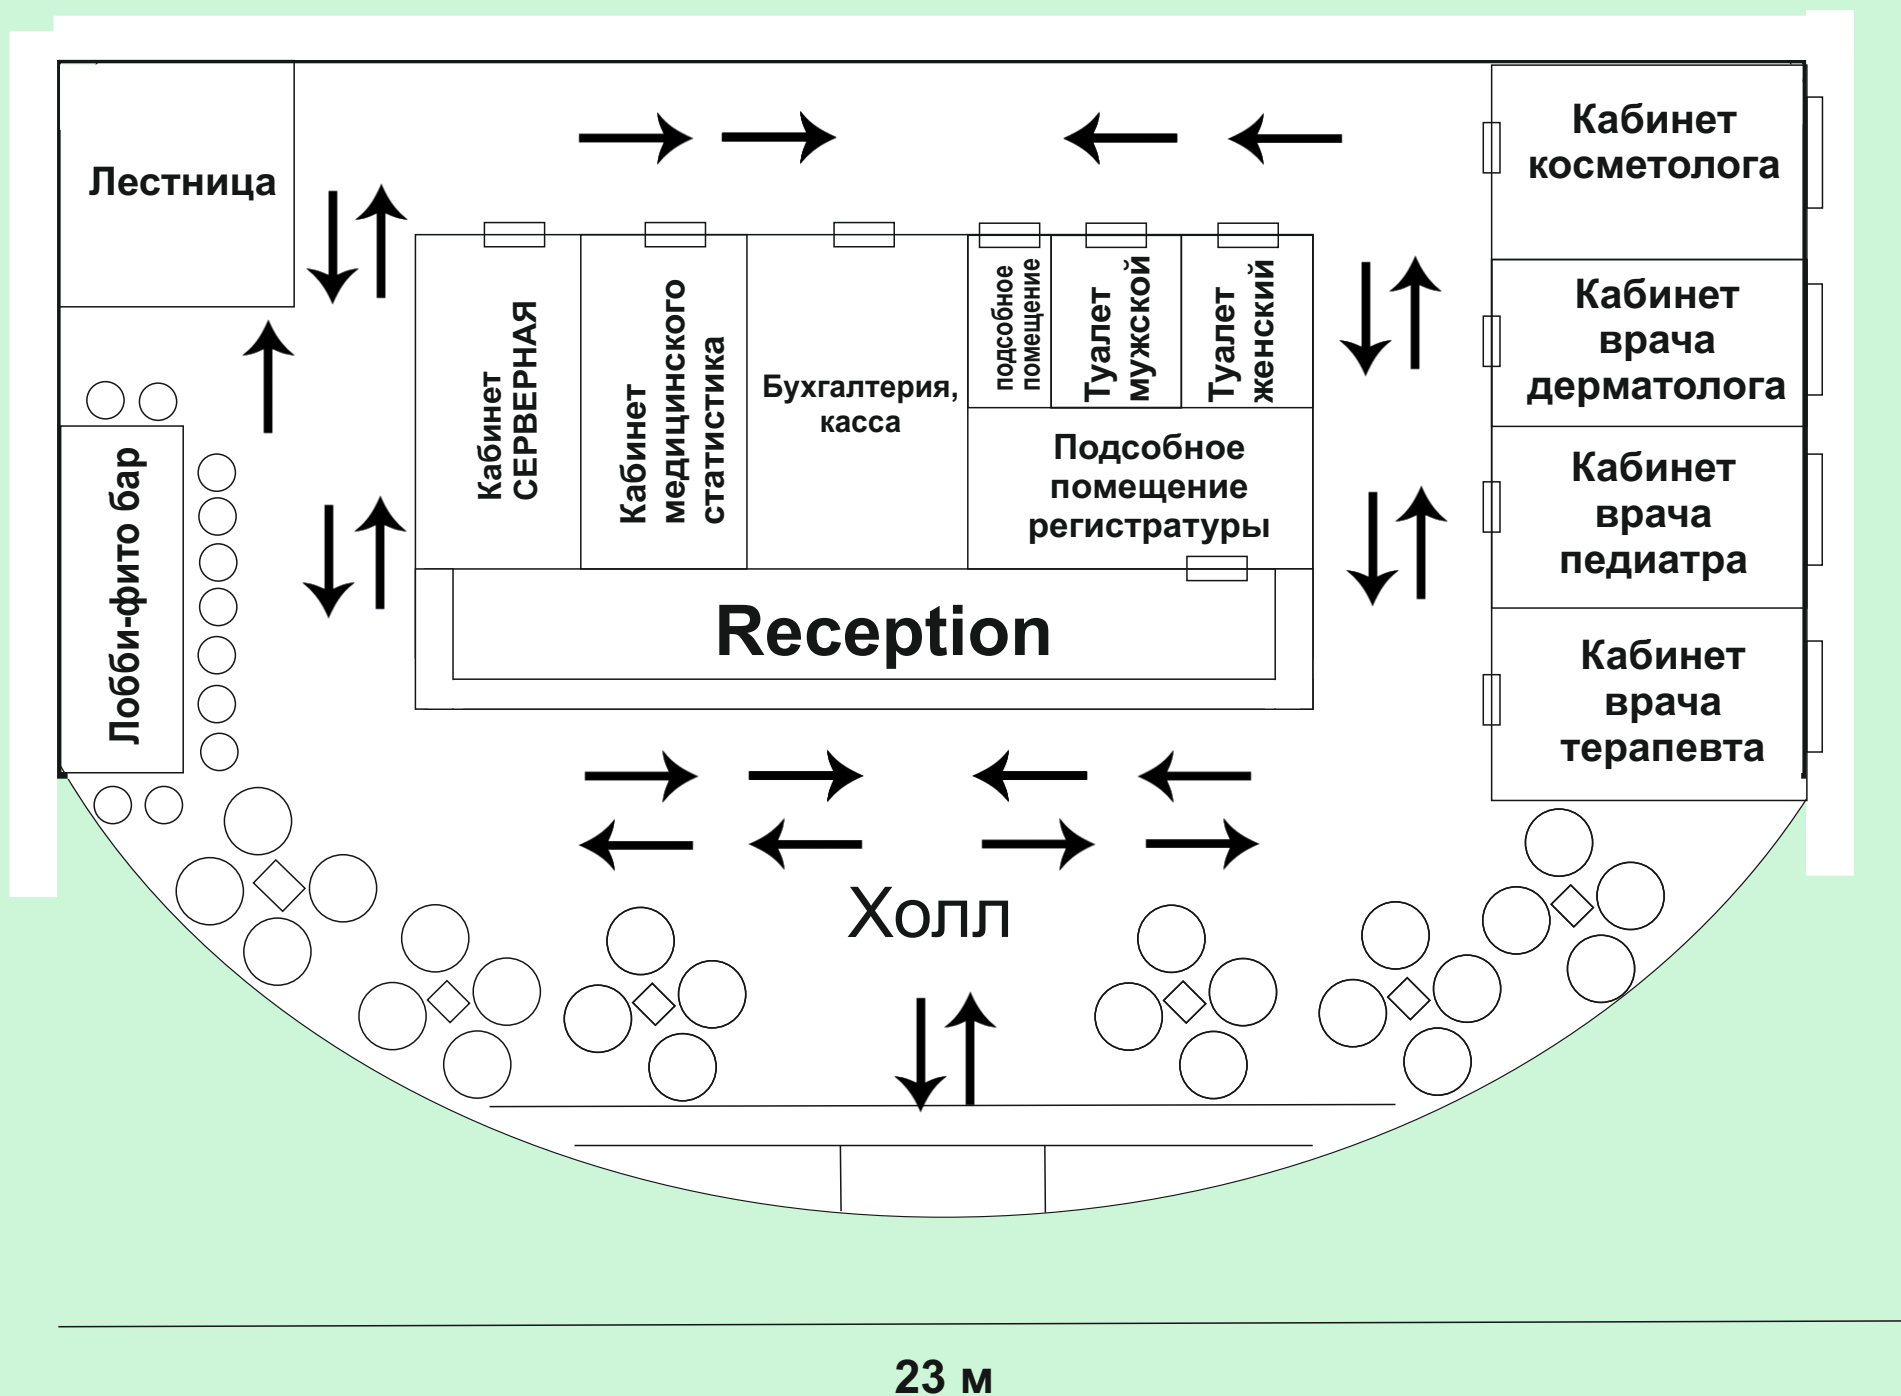 Лестница
Кабинет
косметолога
Кабинет
СЕРВЕРНАЯ
Кабинет
медицинского
статистика
Бухгалтерия,
касса
подсобное
помещение
Туалет
мужской
Туалет
женский
Кабинет
врача
дерматолога
Подсобное
помещение
регистратуры
Лобби-фито бар
Кабинет
врача
педиатра
Reception
Кабинет
врача
терапевта
Холл
23 м